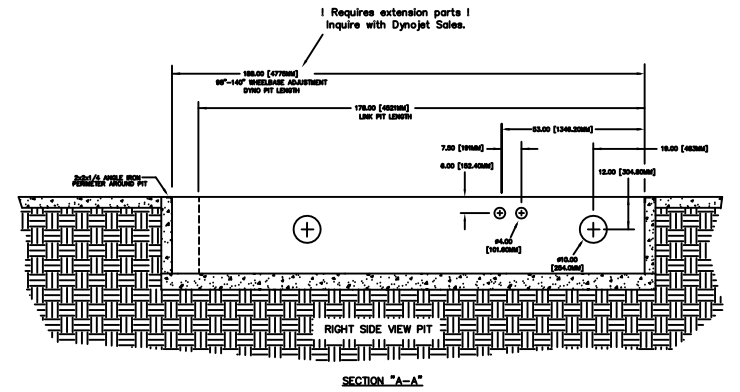 ! Requires extension parts !
Inquire with Dynojet Sales.
188.00 [4775MM]
98"-140" WHEELBASE ADJUSTMENT
DYNO PIT LENGTH
178.00 [4521MM]
LINK PIT LENGTH
53.00 [1346.20MM]
7.50 [191MM]
19.00 [483MM]
6.00 [152.40MM]
12.00 [304.80MM]
2x2x1/4 ANGLE IRON
PERIMETER AROUND PIT
ø4.00
[101.60MM]
ø10.00
[254.0MM]
RIGHT SIDE VIEW PIT
SECTION "A-A"